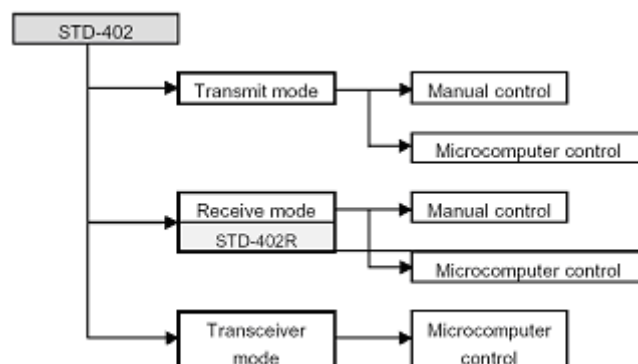 STD-402
Transmit mode
Manual control
Microcomputer control
Receive mode
Manual control
STD-402R
Microcomputer control
Transceiver
mode
Microcomputer
control